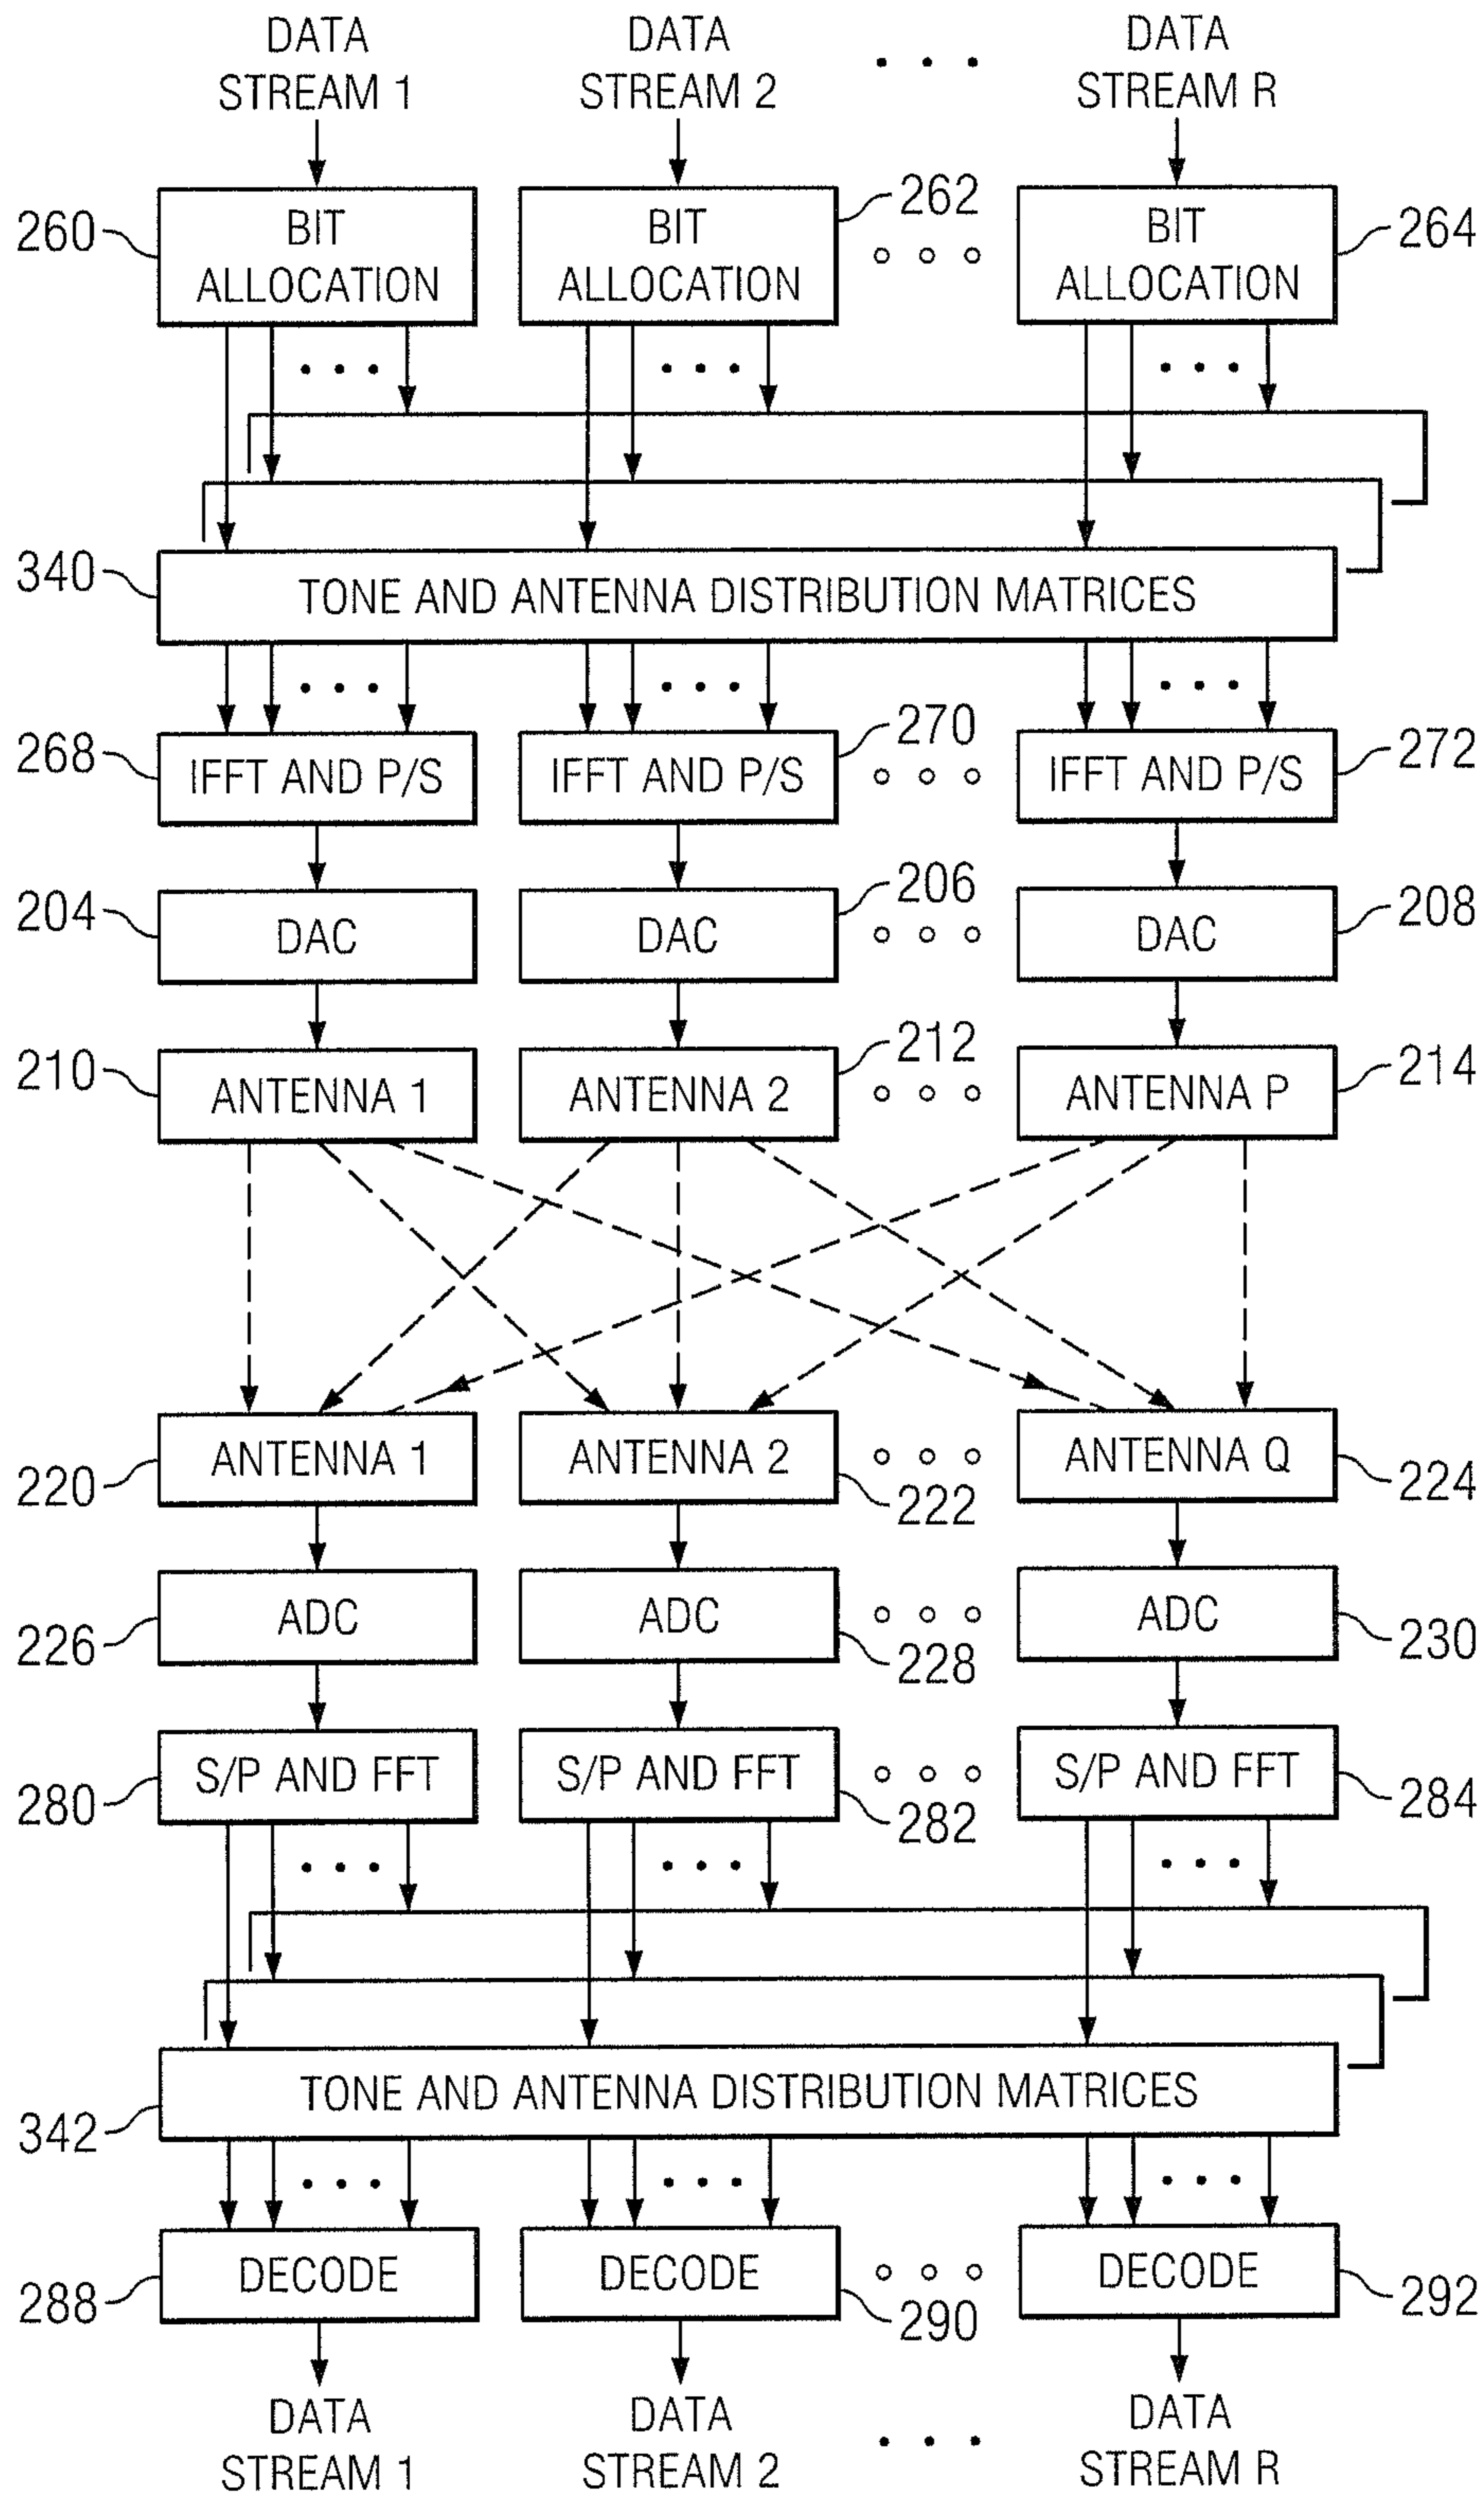 DATA STREAM 1
DATA STREAM 2
DATA STREAM R
260
BIT ALLOCATION
BIT ALLOCATION
262
BIT ALLOCATION
264
340
TONE AND ANTENNA DISTRIBUTION MATRICES
268
IFFT AND P/S
IFFT AND P/S
270
IFFT AND P/S
272
204
DAC
DAC
206
DAC
208
210
ANTENNA 1
ANTENNA 2
212
ANTENNA P
214
220
ANTENNA 1
ANTENNA 2
222
ANTENNA Q
224
226
ADC
ADC
228
ADC
230
280
S/P AND FFT
S/P AND FFT
282
S/P AND FFT
284
342
TONE AND ANTENNA DISTRIBUTION MATRICES
288
DECODE
DECODE
290
DECODE
292
DATA STREAM 1
DATA STREAM 2
DATA STREAM R